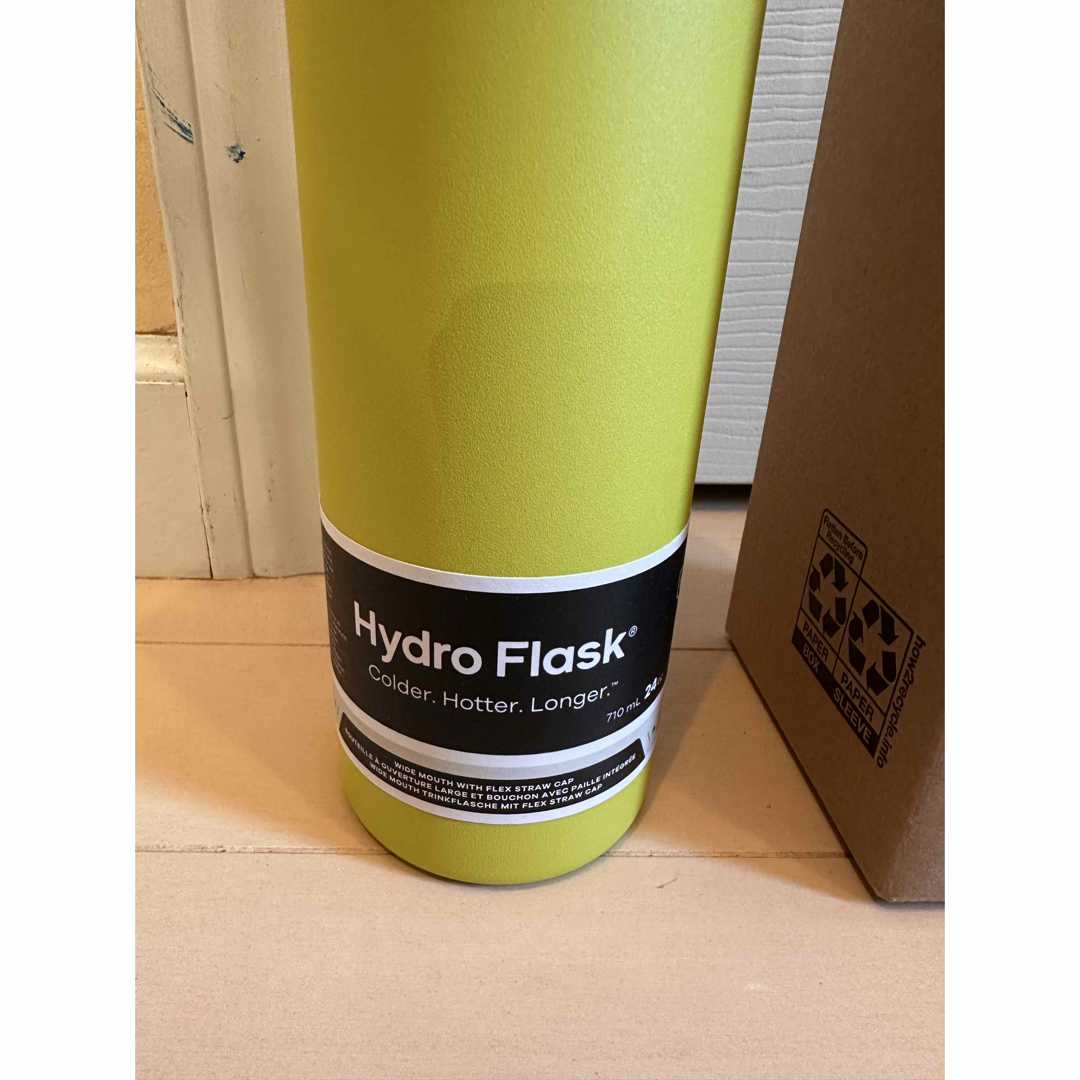 Hydro Flask®
Colder. Hotter. Longer.™
710 mL 24
WIDE MOUTH WITH FLEX STRAW CAP
BOUTEILLE À OUVERTURE LARGE ET BOUCHON AVEC PAILLE INTÉGRÉE
WIDE MOUTH TRINKFLASCHE MIT FLEX STRAW CAP
Flatten Before
Recycling
PAPER
BOX
PAPER
SLEEVE
how2recycle.info